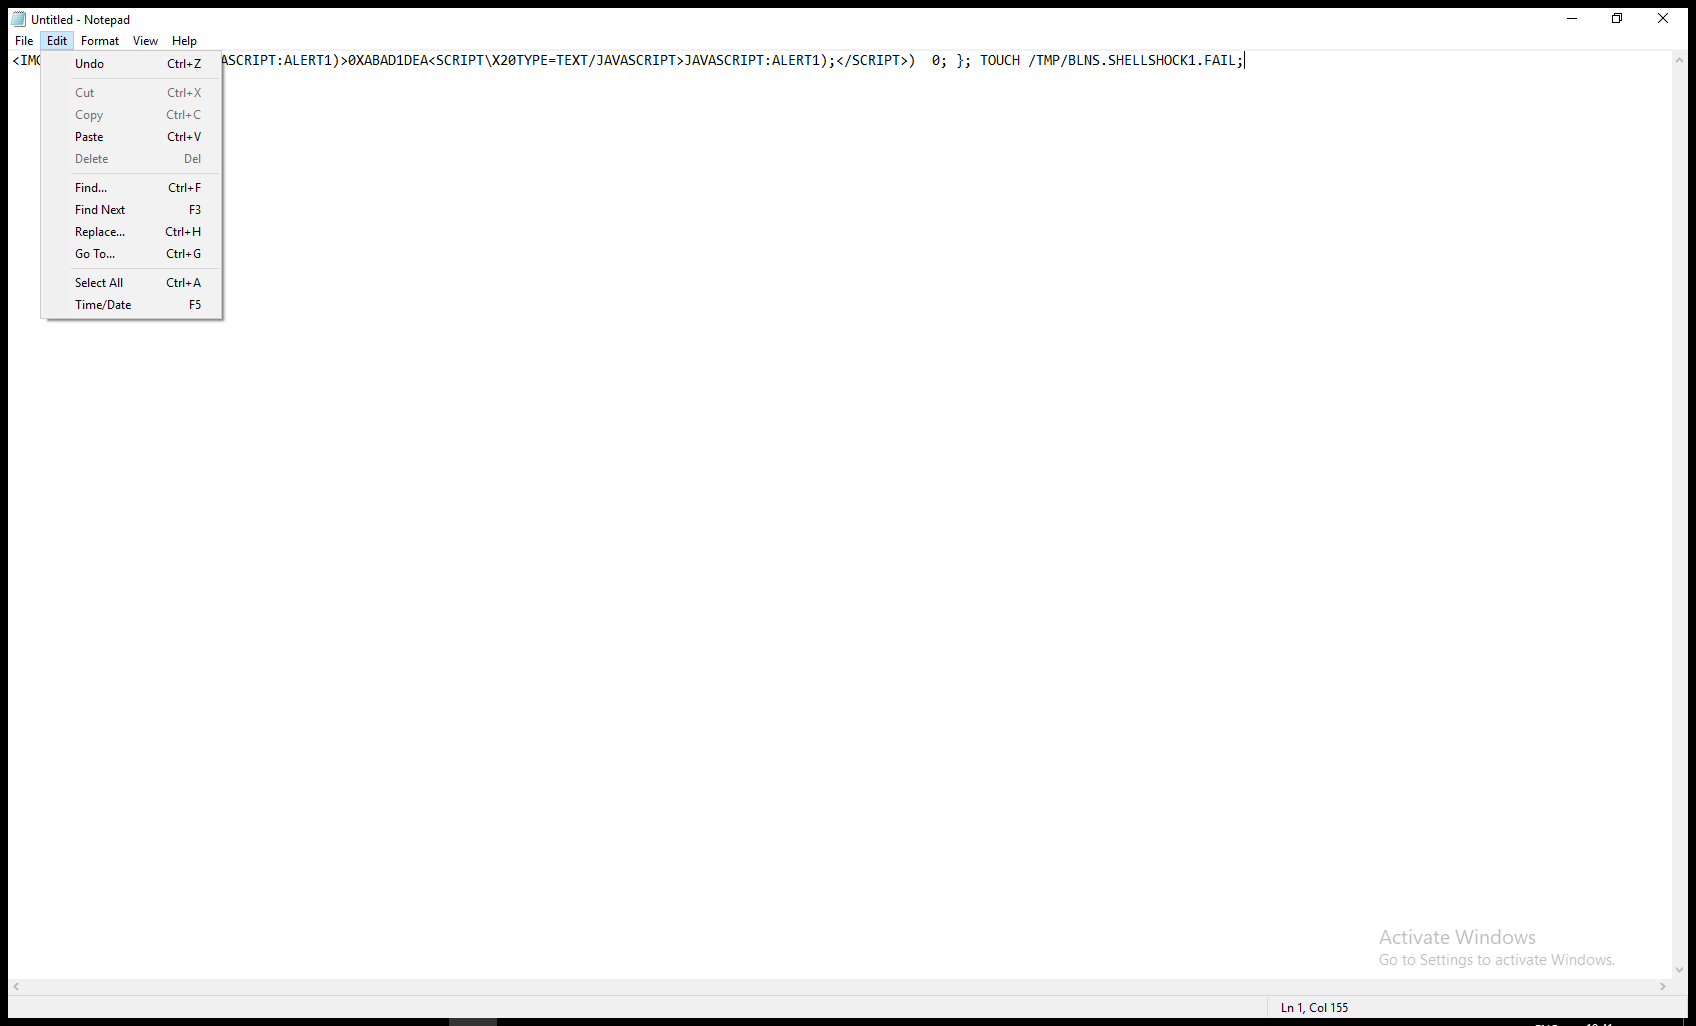 Untitled - Notepad
File Edit Format View Help
<IM ASCRIPT:ALERT1)>0XABAD1DEA<SCRIPT\X20TYPE=TEXT/JAVASCRIPT>JAVASCRIPT:ALERT1);</SCRIPT>)  0; }; TOUCH /TMP/BLNS.SHELLSHOCK1.FAIL;
Undo Ctrl+Z
Cut Ctrl+X
Copy Ctrl+C
Paste Ctrl+V
Delete Del
Find... Ctrl+F
Find Next F3
Replace... Ctrl+H
Go To... Ctrl+G
Select All Ctrl+A
Time/Date F5
Activate Windows
Go to Settings to activate Windows.
Ln 1, Col 155